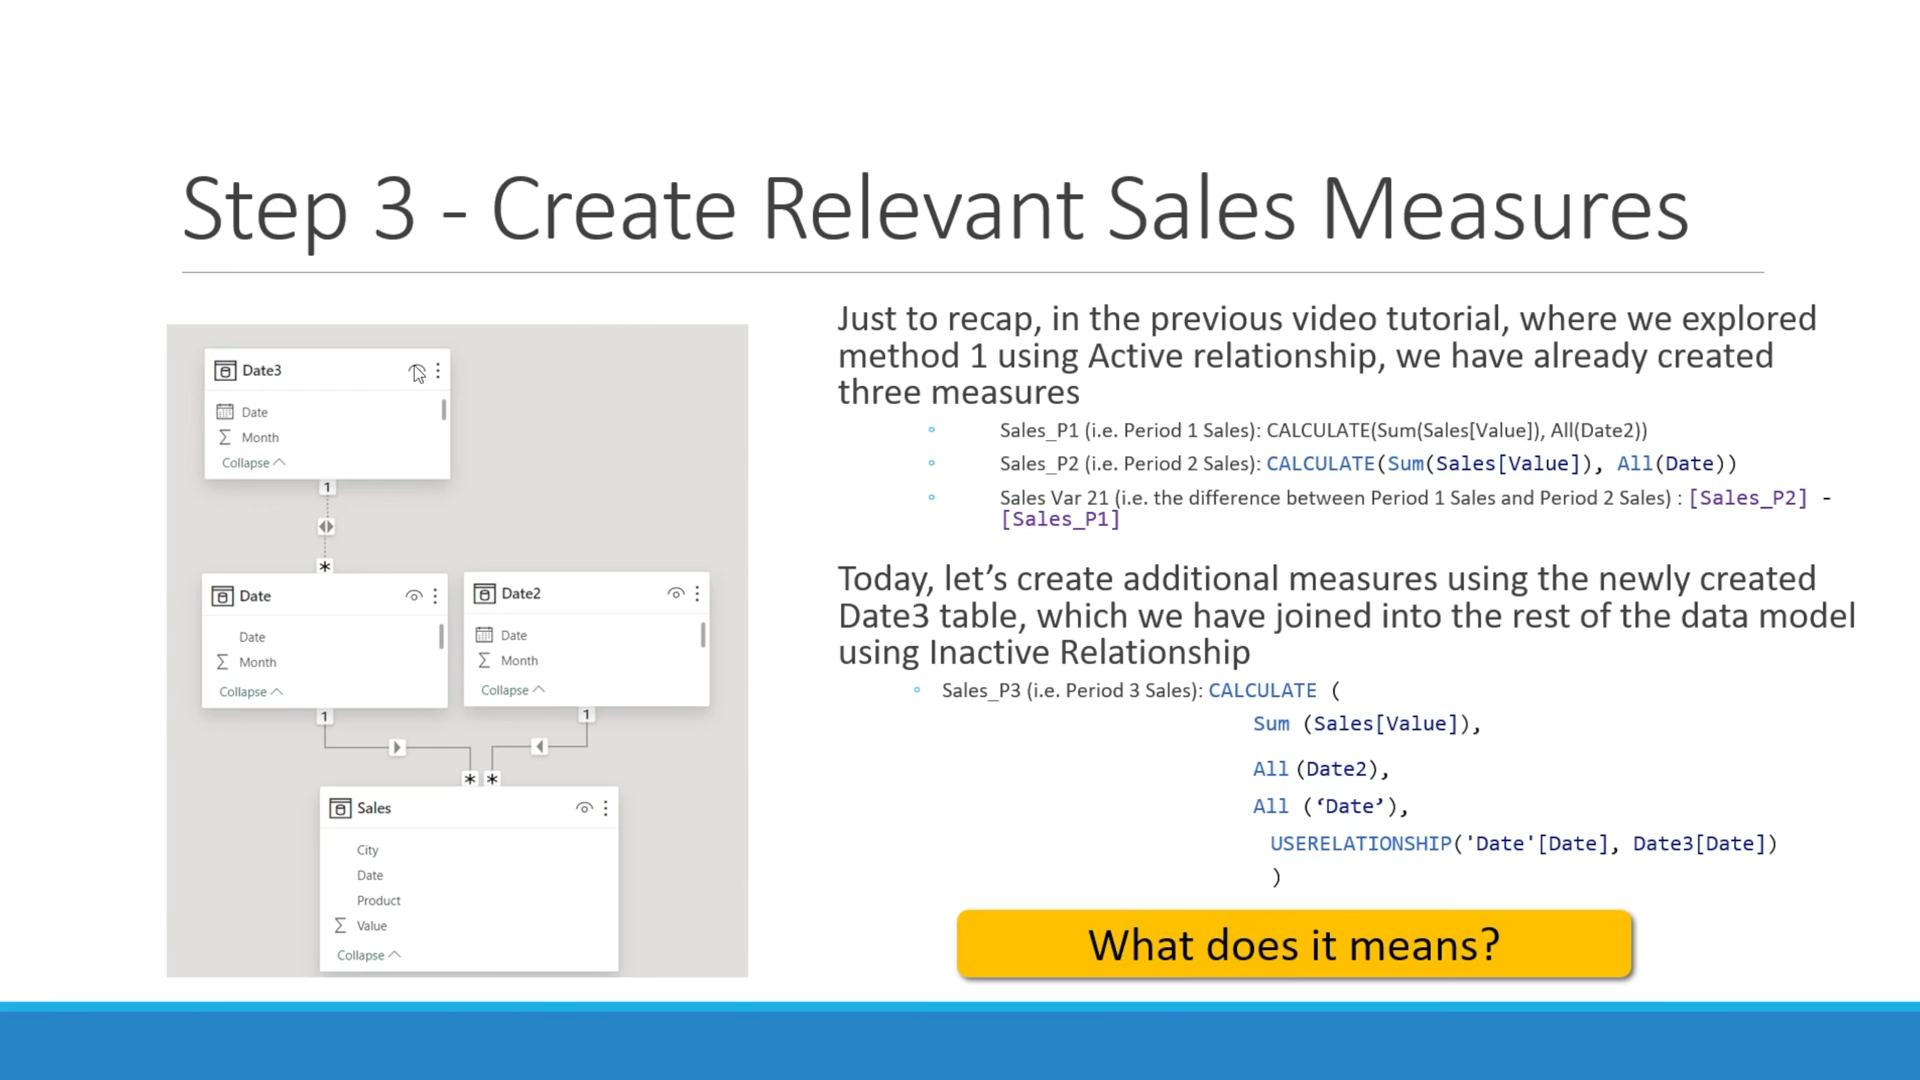 Step 3 - Create Relevant Sales Measures
Date3
Date
Month
Collapse
1
*
Date
Date
Month
Collapse
1
Date2
Date
Month
Collapse
1
* *
Sales
City
Date
Product
Value
Collapse
Just to recap, in the previous video tutorial, where we explored
method 1 using Active relationship, we have already created
three measures
Sales_P1 (i.e. Period 1 Sales): CALCULATE(Sum(Sales[Value]), All(Date2))
Sales_P2 (i.e. Period 2 Sales): CALCULATE(Sum(Sales[Value]), All(Date))
Sales Var 21 (i.e. the difference between Period 1 Sales and Period 2 Sales) : [Sales_P2] -
[Sales_P1]
Today, let’s create additional measures using the newly created
Date3 table, which we have joined into the rest of the data model
using Inactive Relationship
Sales_P3 (i.e. Period 3 Sales): CALCULATE (
Sum (Sales[Value]),
All (Date2),
All (‘Date’),
USERELATIONSHIP('Date'[Date], Date3[Date])
)
What does it means?